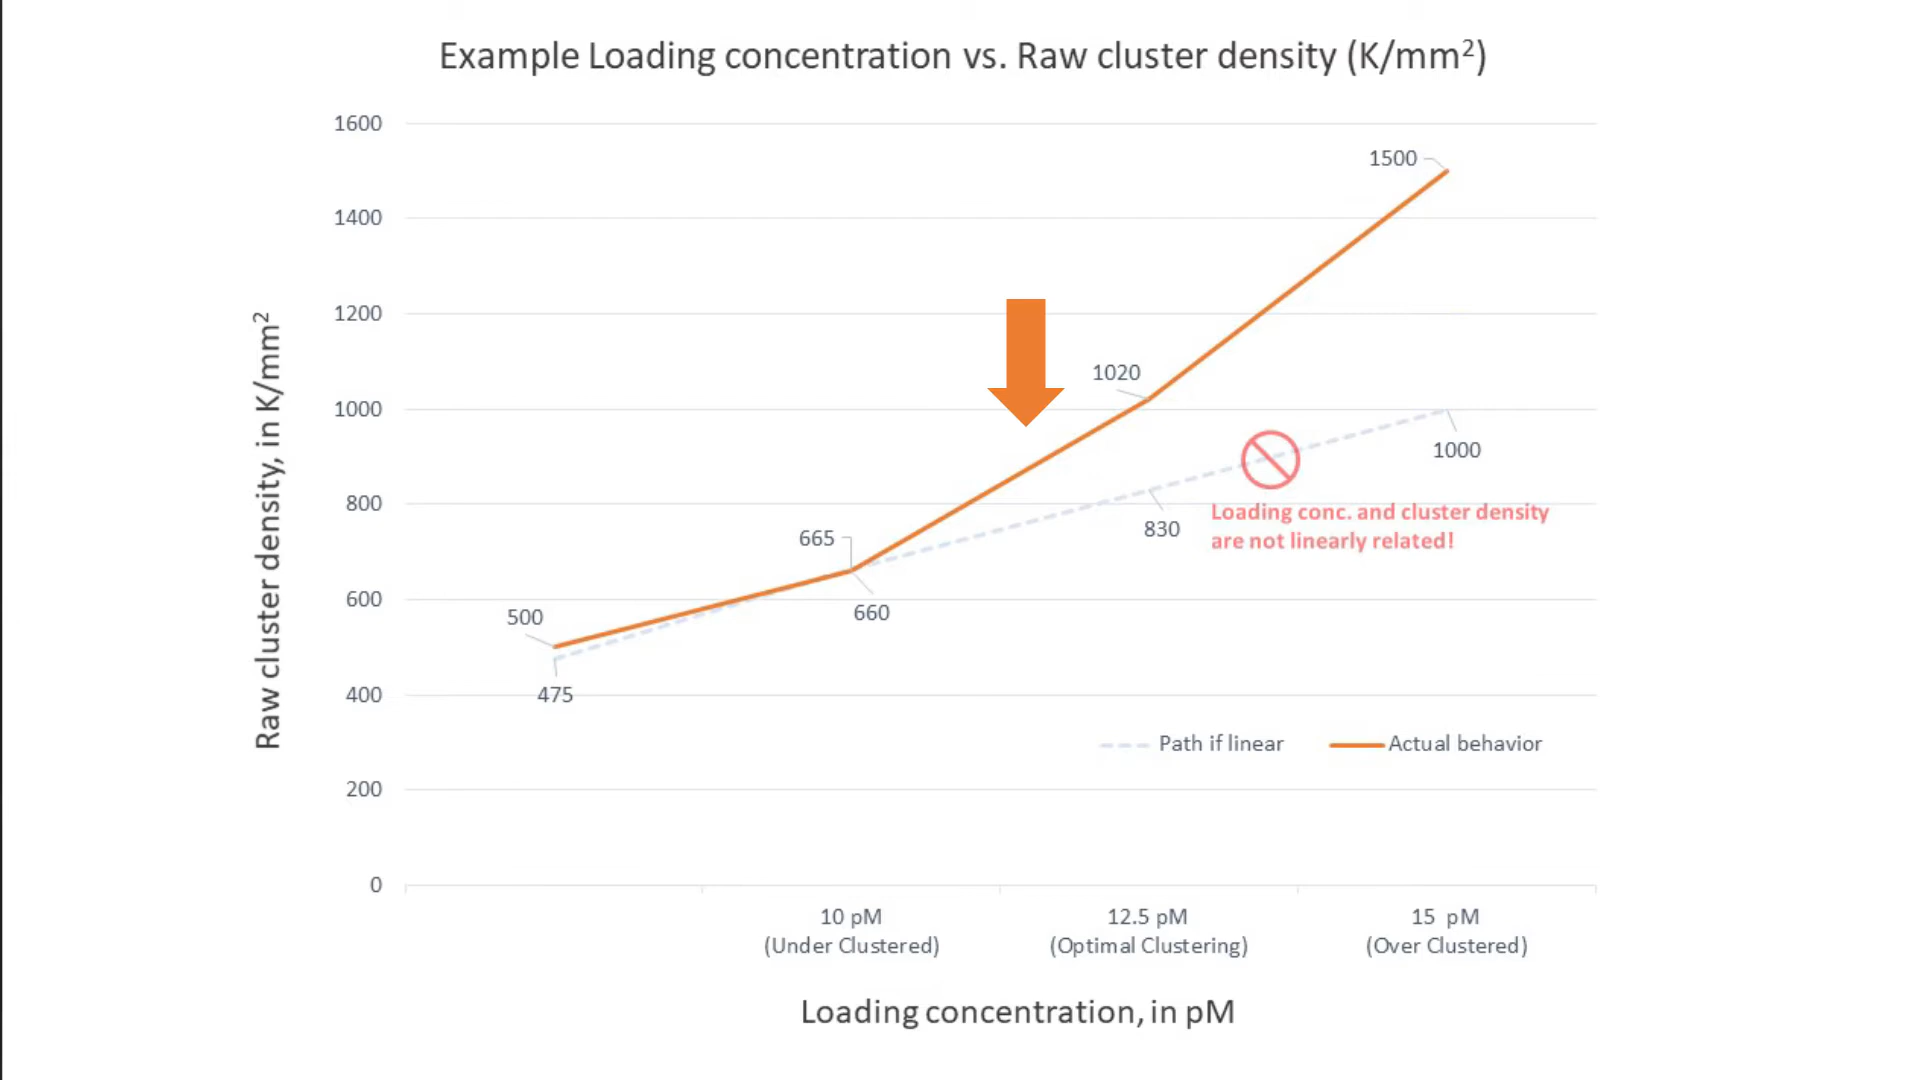 Example Loading concentration vs. Raw cluster density (K/mm²)
1600
1400
1200
1000
800
600
400
200
0
Raw cluster density, in K/mm²
500
475
665
660
1020
830
1500
1000
Loading conc. and cluster density
are not linearly related!
Path if linear
Actual behavior
10 pM
(Under Clustered)
12.5 pM
(Optimal Clustering)
15 pM
(Over Clustered)
Loading concentration, in pM